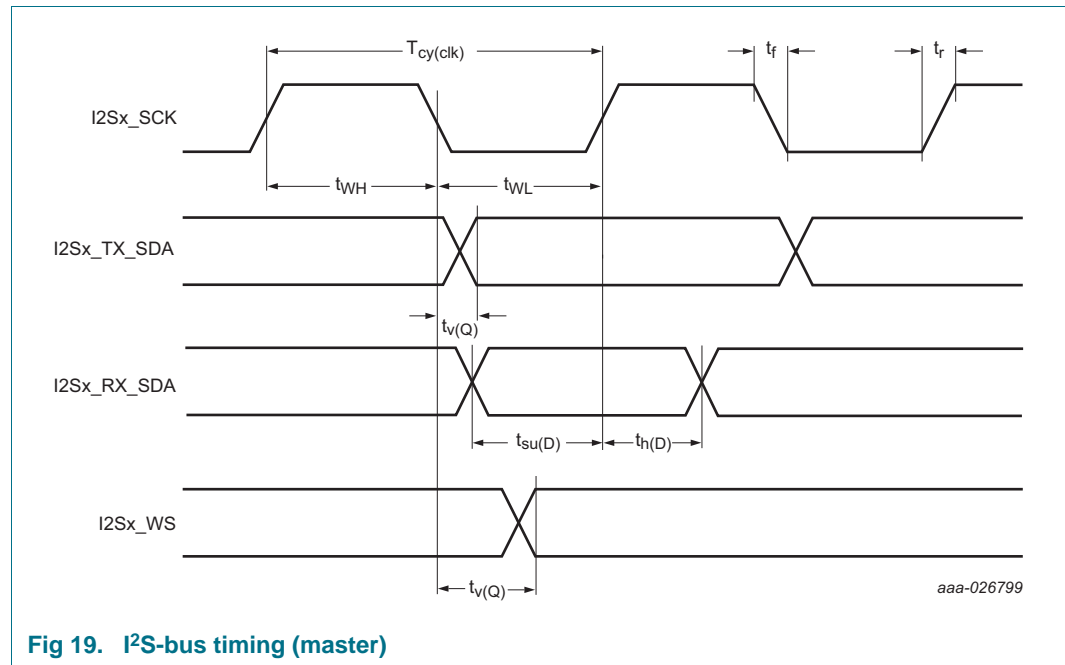 Tcy(clk)
tf
tr
I2Sx_SCK
tWH
tWL
I2Sx_TX_SDA
tv(Q)
I2Sx_RX_SDA
tsu(D)
th(D)
I2Sx_WS
tv(Q)
aaa-026799
Fig 19. I²S-bus timing (master)